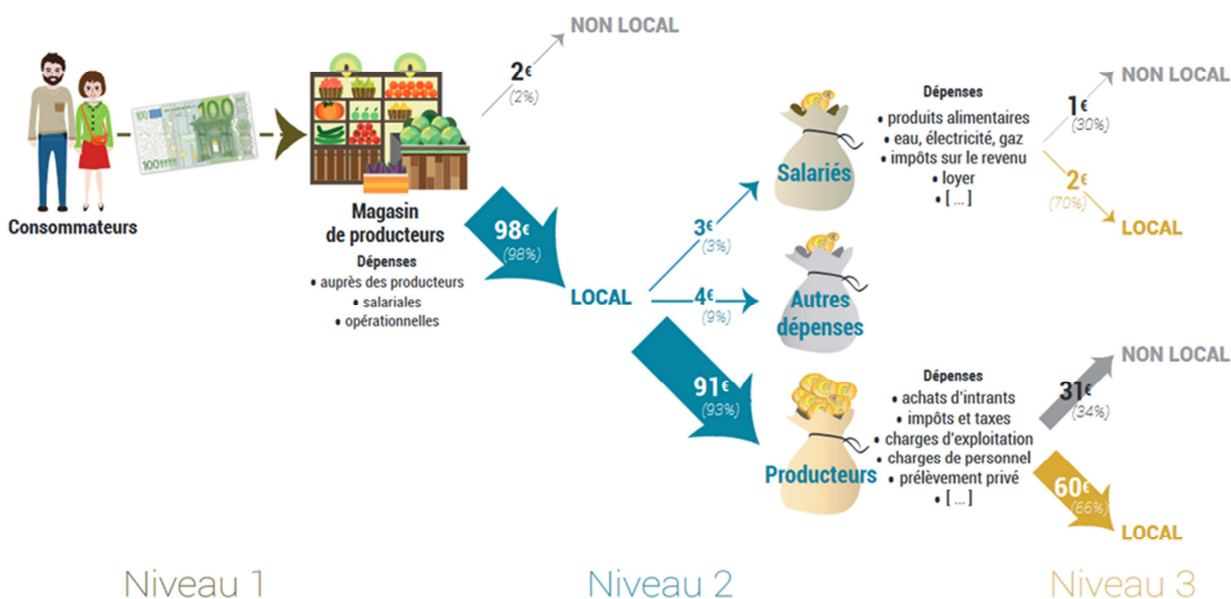 NON LOCAL
2€
(2%)
100
100
Consommateurs
Magasin
de producteurs
Dépenses
• auprès des producteurs
• salariales
• opérationnelles
98€
(98%)
LOCAL
3€
(3%)
4€
(9%)
91€
(93%)
Salariés
Dépenses
• produits alimentaires
• eau, électricité, gaz
• impôts sur le revenu
• loyer
• [ ... ]
1€
(30%)
NON LOCAL
2€
(70%)
LOCAL
Autres
dépenses
Producteurs
Dépenses
• achats d'intrants
• impôts et taxes
• charges d'exploitation
• charges de personnel
• prélèvement privé
• [ ... ]
31€
(34%)
NON LOCAL
60€
(66%)
LOCAL
Niveau 1
Niveau 2
Niveau 3